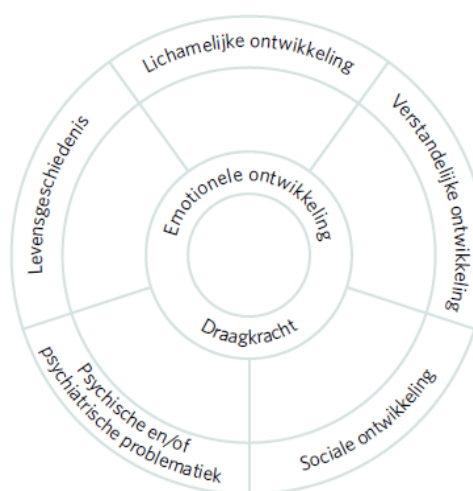 Lichamelijke ontwikkeling
Verstandelijke ontwikkeling
Sociale ontwikkeling
Psychische en/of
psychiatrische problematiek
Levensgeschiedenis
Emotionele ontwikkeling
Draagkracht